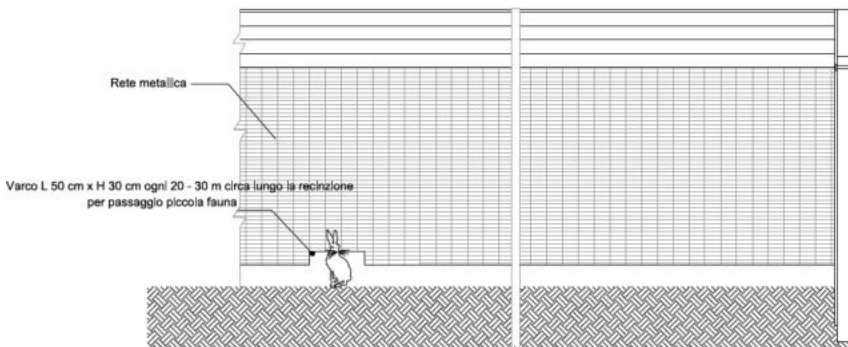 Rete metallica
Varco L 50 cm x H 30 cm ogni 20 - 30 m circa lungo la recinzione
per passaggio piccola fauna